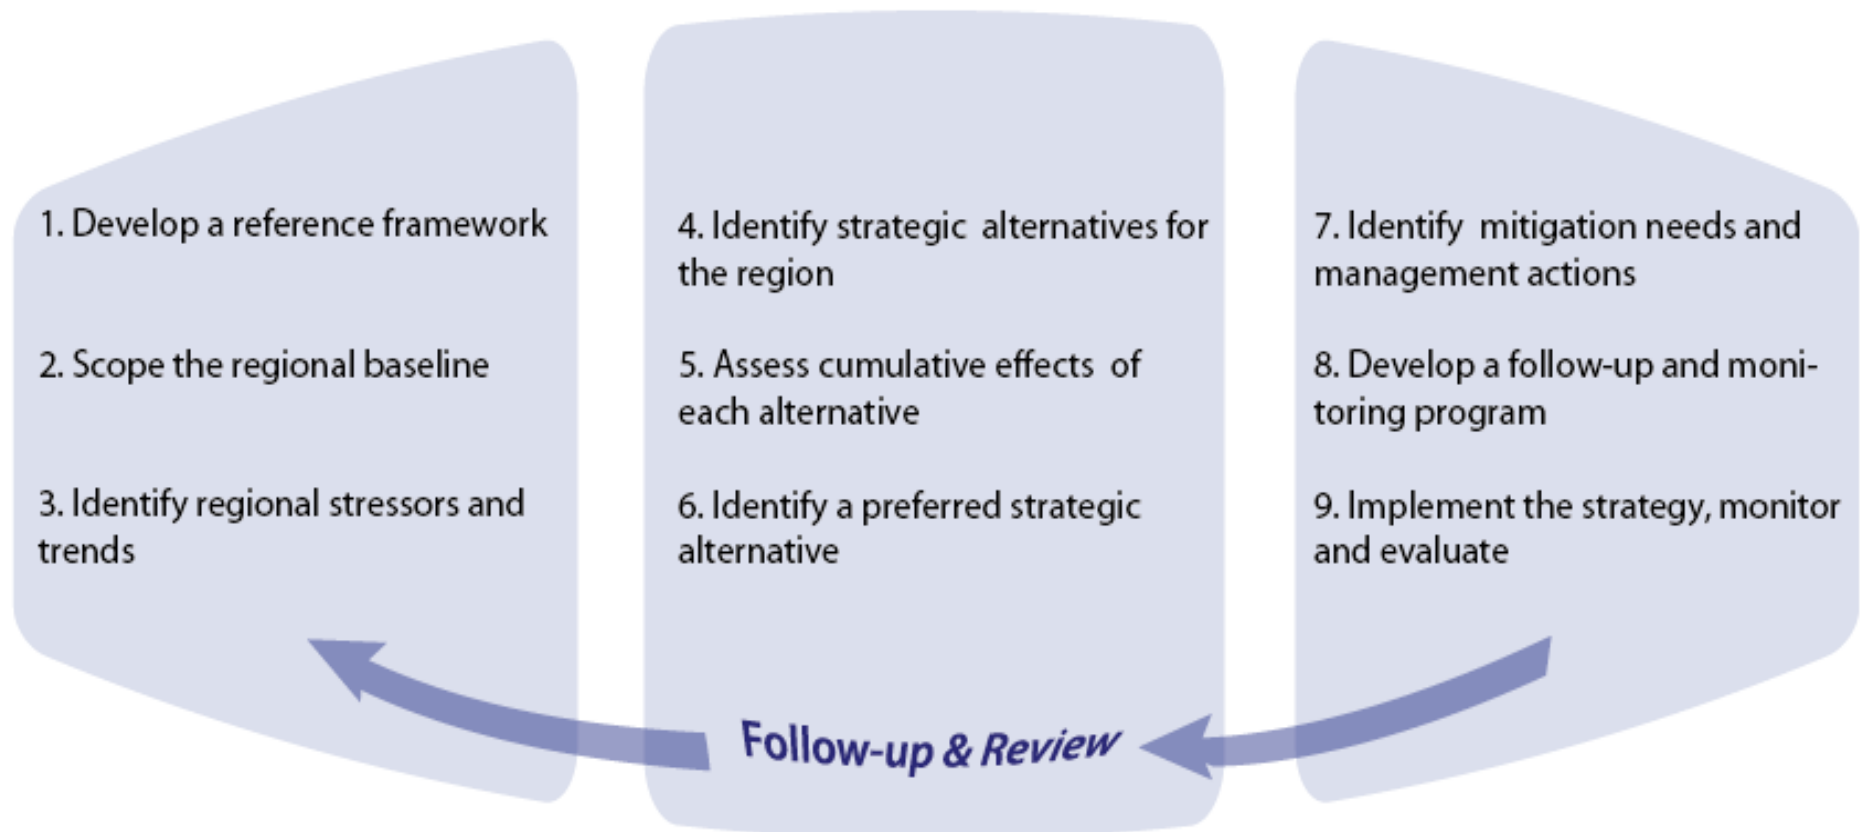 1. Develop a reference framework
2. Scope the regional baseline
3. Identify regional stressors and
trends
4. Identify strategic alternatives for
the region
5. Assess cumulative effects of
each alternative
6. Identify a preferred strategic
alternative
7. Identify mitigation needs and
management actions
8. Develop a follow-up and moni-
toring program
9. Implement the strategy, monitor
and evaluate
Follow-up & Review